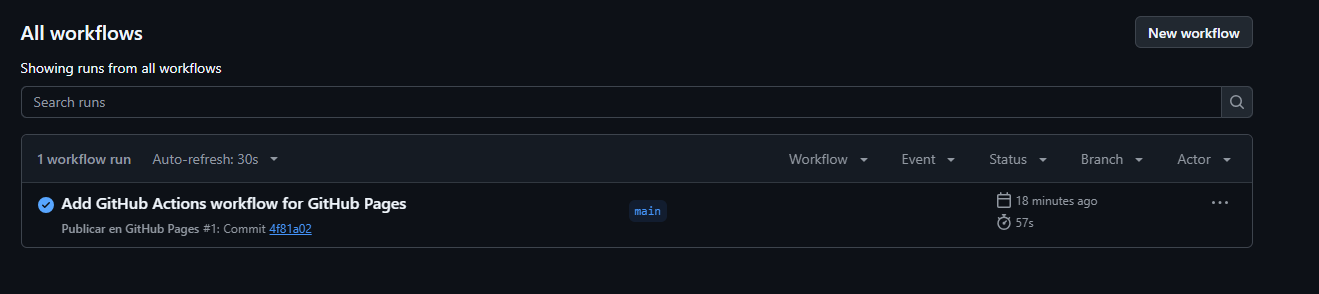 All workflows
New workflow
Showing runs from all workflows
Search runs
1 workflow run Auto-refresh: 30s Workflow Event Status Branch Actor
Add GitHub Actions workflow for GitHub Pages
main
18 minutes ago
Publicar en GitHub Pages #1: Commit 4f81a02
57s